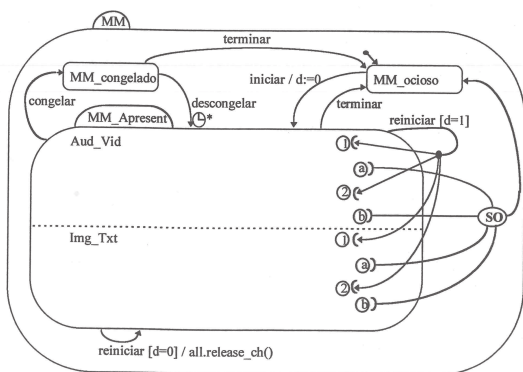 MM
terminar
MM_congelado
iniciar / d:=0
MM_ocioso
congelar
descongelar
*
terminar
MM_Apresent
reiniciar [d=1]
Aud_Vid
1
a
2
b
SO
Img_Txt
1
a
2
b
reiniciar [d=0] / all.release_ch()